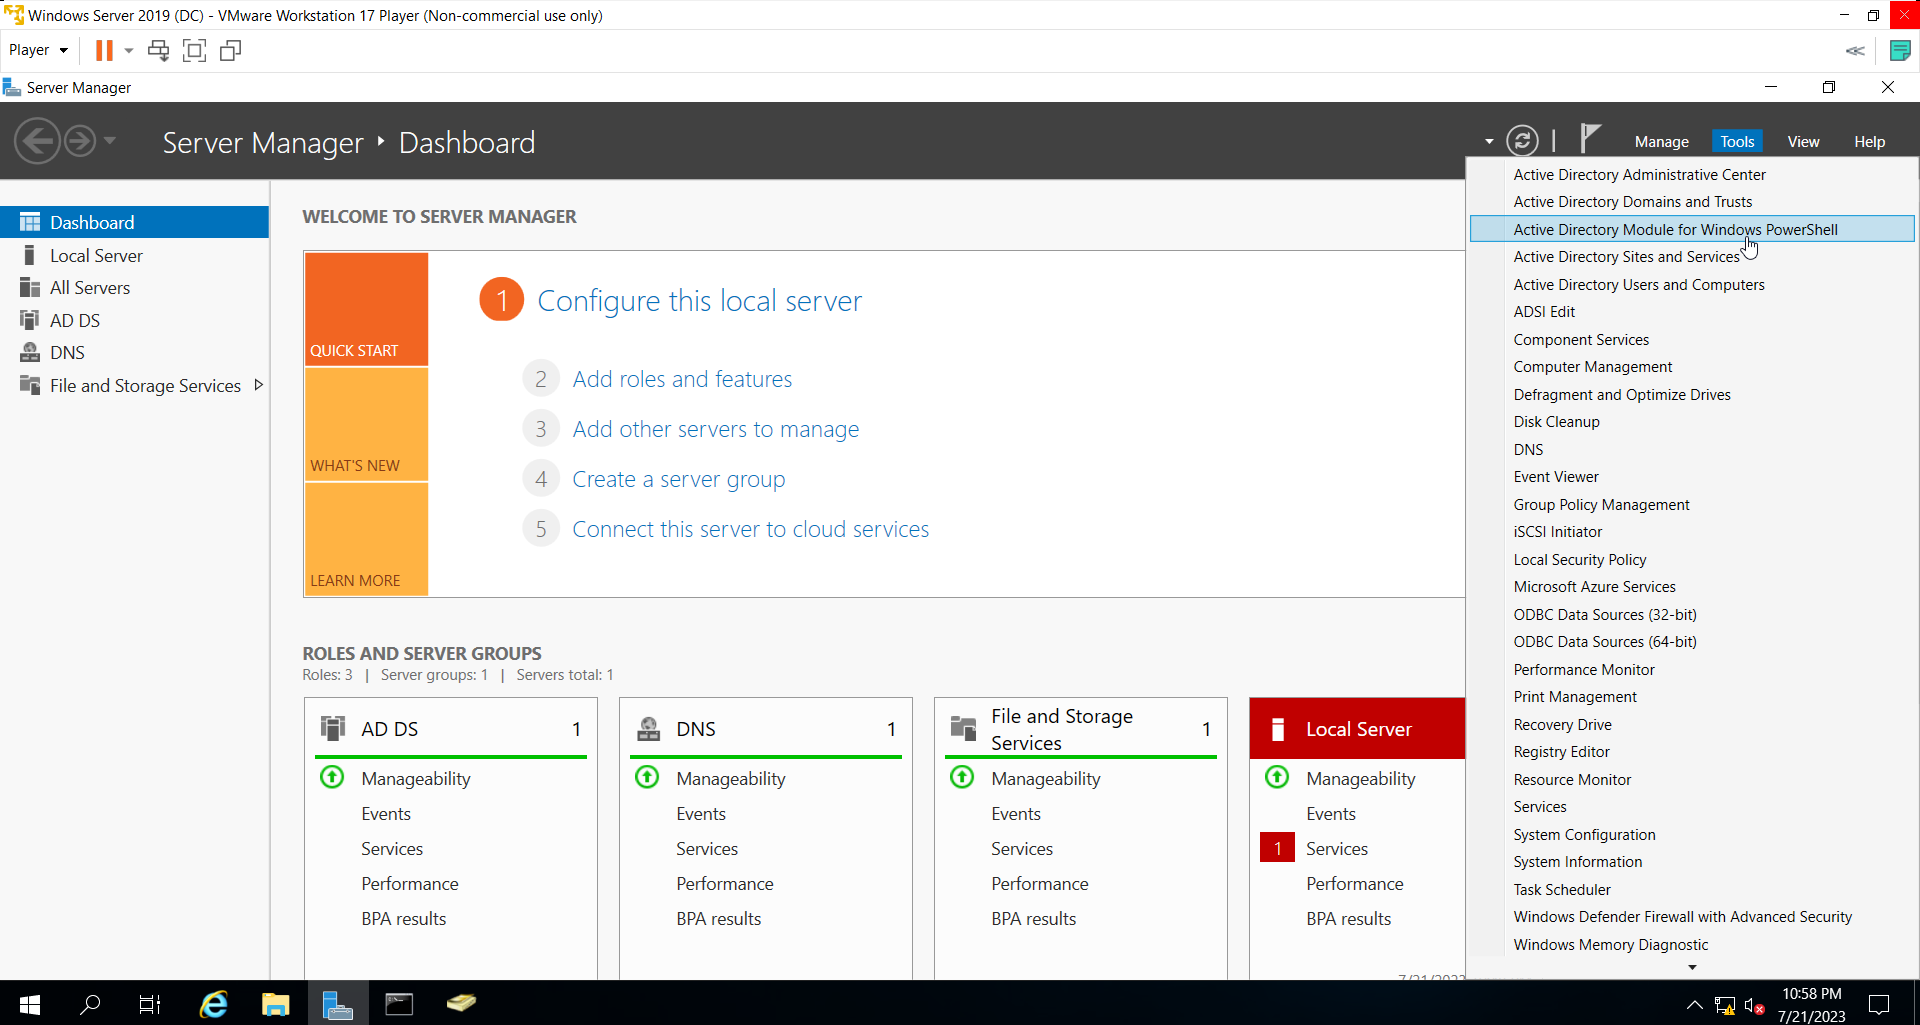 Windows Server 2019 (DC) - VMware Workstation 17 Player (Non-commercial use only)
Player
Server Manager
Server Manager Dashboard
Manage Tools View Help
Dashboard
Local Server
All Servers
AD DS
DNS
File and Storage Services
WELCOME TO SERVER MANAGER
QUICK START
WHAT'S NEW
LEARN MORE
1 Configure this local server
2 Add roles and features
3 Add other servers to manage
4 Create a server group
5 Connect this server to cloud services
ROLES AND SERVER GROUPS
Roles: 3 | Server groups: 1 | Servers total: 1
AD DS 1
Manageability
Events
Services
Performance
BPA results
DNS 1
Manageability
Events
Services
Performance
BPA results
File and Storage
Services 1
Manageability
Events
Services
Performance
BPA results
Local Server
Manageability
Events
1 Services
Performance
BPA results
7/21/2023
Active Directory Administrative Center
Active Directory Domains and Trusts
Active Directory Module for Windows PowerShell
Active Directory Sites and Services
Active Directory Users and Computers
ADSI Edit
Component Services
Computer Management
Defragment and Optimize Drives
Disk Cleanup
DNS
Event Viewer
Group Policy Management
iSCSI Initiator
Local Security Policy
Microsoft Azure Services
ODBC Data Sources (32-bit)
ODBC Data Sources (64-bit)
Performance Monitor
Print Management
Recovery Drive
Registry Editor
Resource Monitor
Services
System Configuration
System Information
Task Scheduler
Windows Defender Firewall with Advanced Security
Windows Memory Diagnostic
10:58 PM
7/21/2023